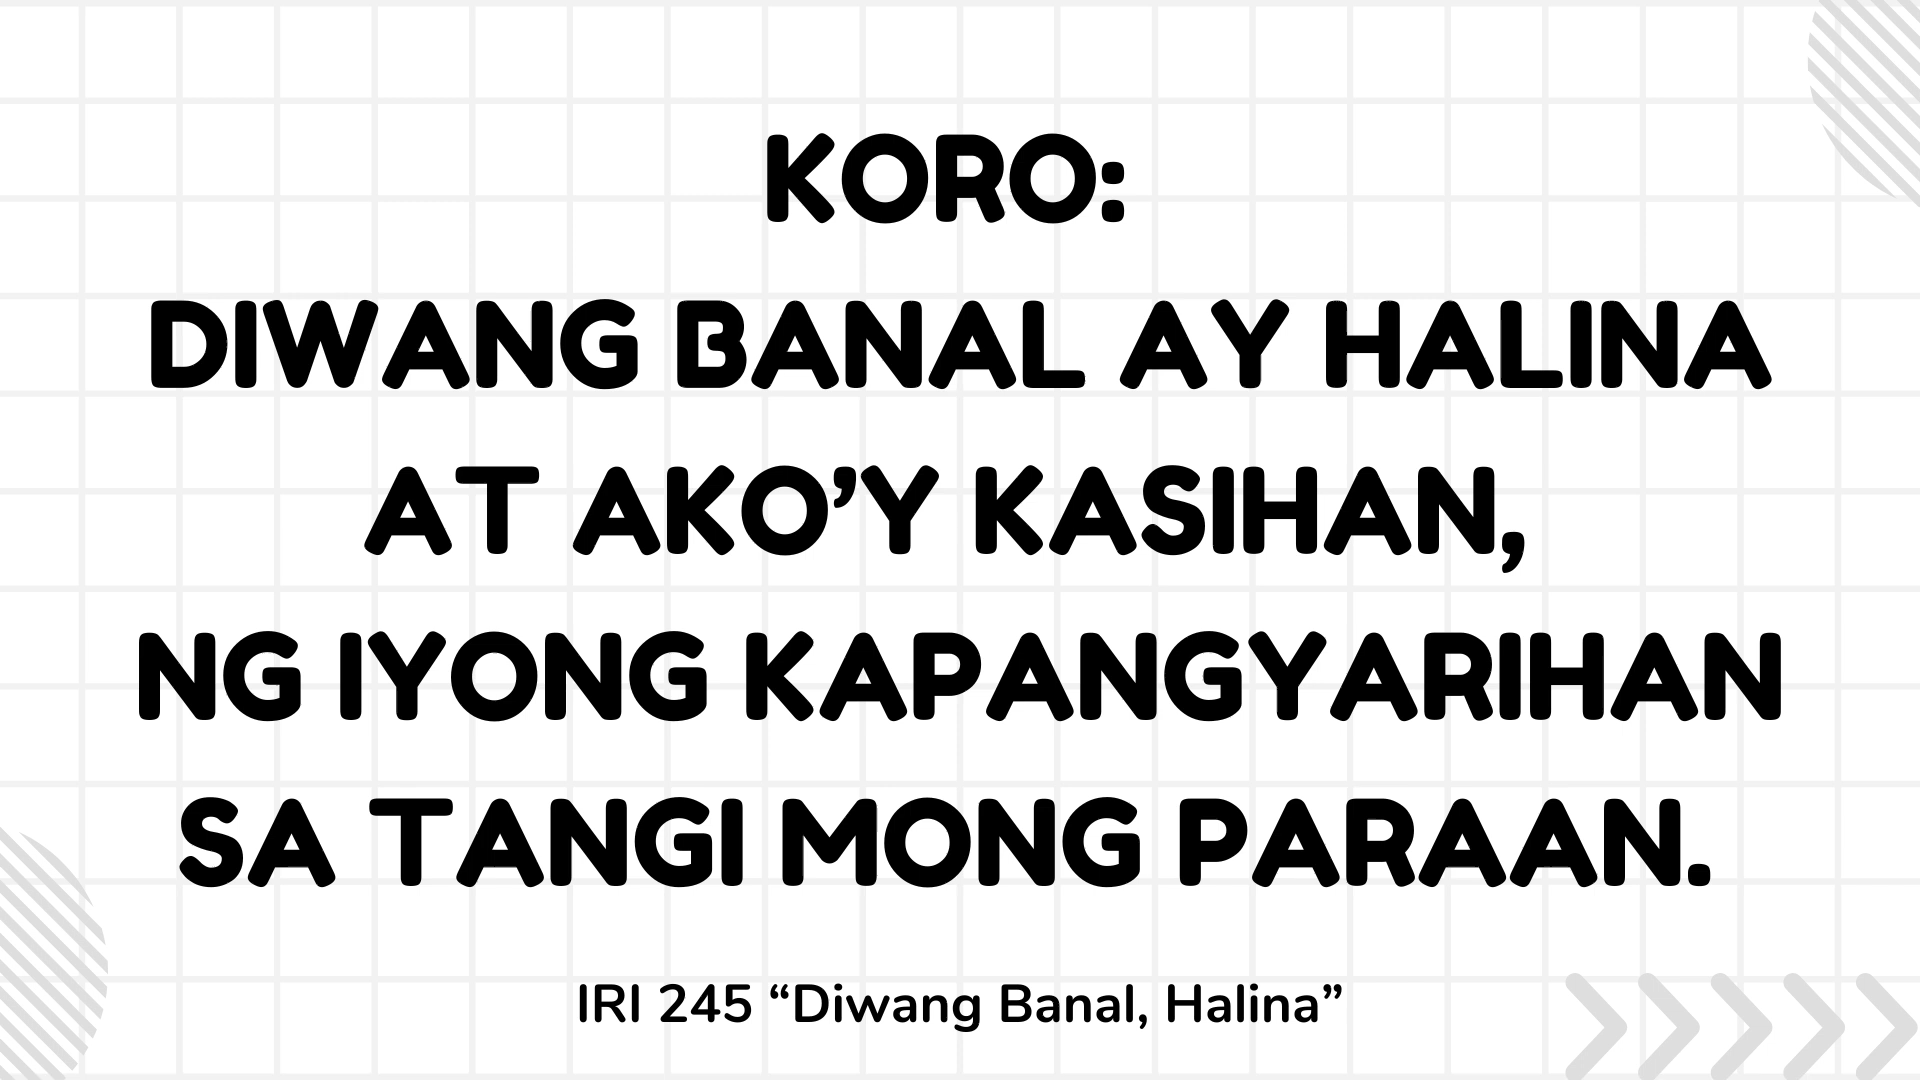 KORO:
DIWANG BANAL AY HALINA
AT AKO’Y KASIHAN,
NG IYONG KAPANGYARIHAN
SA TANGI MONG PARAAN.
IRI 245 “Diwang Banal, Halina”